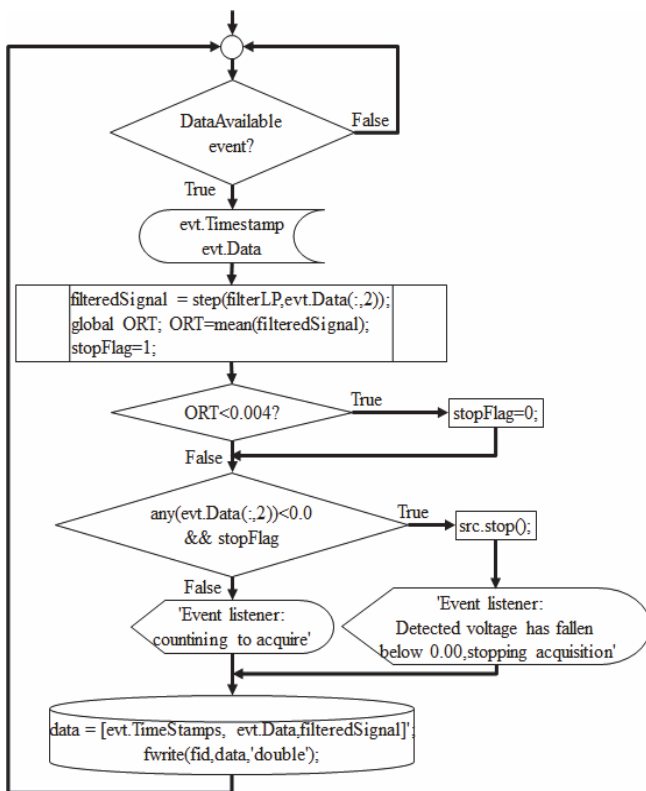 DataAvailable
event?
False
True
evt.Timestamp
evt.Data
filteredSignal = step(filterLP,evt.Data(:,2));
global ORT; ORT=mean(filteredSignal);
stopFlag=1;
ORT<0.004?
True
stopFlag=0;
False
any(evt.Data(:,2))<0.0
&& stopFlag
True
src.stop();
False
'Event listener:
countining to acquire'
'Event listener:
Detected voltage has fallen
below 0.00,stopping acquisition'
data = [evt.TimeStamps, evt.Data,filteredSignal]';
fwrite(fid,data,'double');